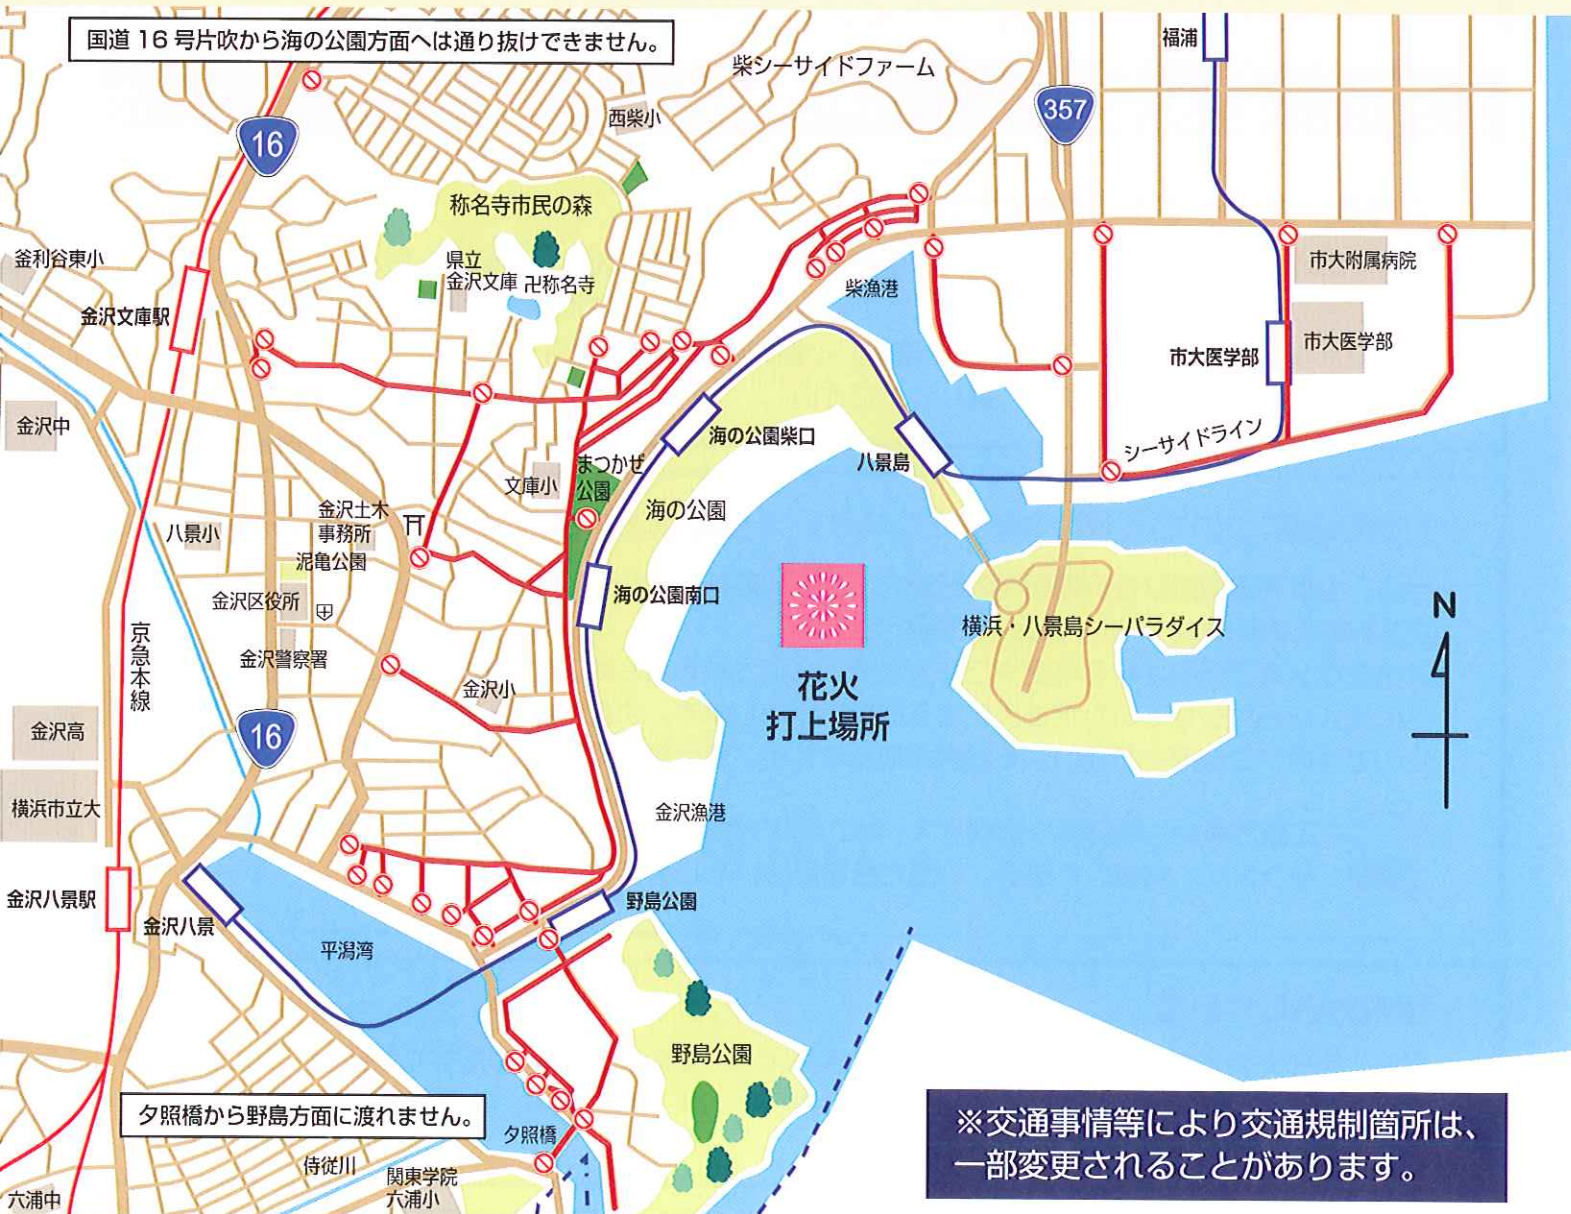 国道16号片吹から海の公園方面へは通り抜けできません。
福浦
柴シーサイドファーム
357
西柴小
16
称名寺市民の森
釜利谷東小
県立
金沢文庫
卍称名寺
市大附属病院
柴漁港
金沢文庫駅
市大医学部
市大医学部
金沢中
海の公園柴口
シーサイドライン
八景島
まつかぜ
公園
文庫小
海の公園
金沢土木
事務所
八景小
泥亀公園
金沢区役所
海の公園南口
N
横浜・八景島シーパラダイス
京急本線
金沢警察署
金沢小
花火
打上場所
金沢高
16
横浜市立大
金沢漁港
金沢八景駅
金沢八景
野島公園
平潟湾
野島公園
夕照橋から野島方面に渡れません。
夕照橋
侍従川
関東学院
六浦小
六浦中
※交通事情等により交通規制箇所は、
一部変更されることがあります。